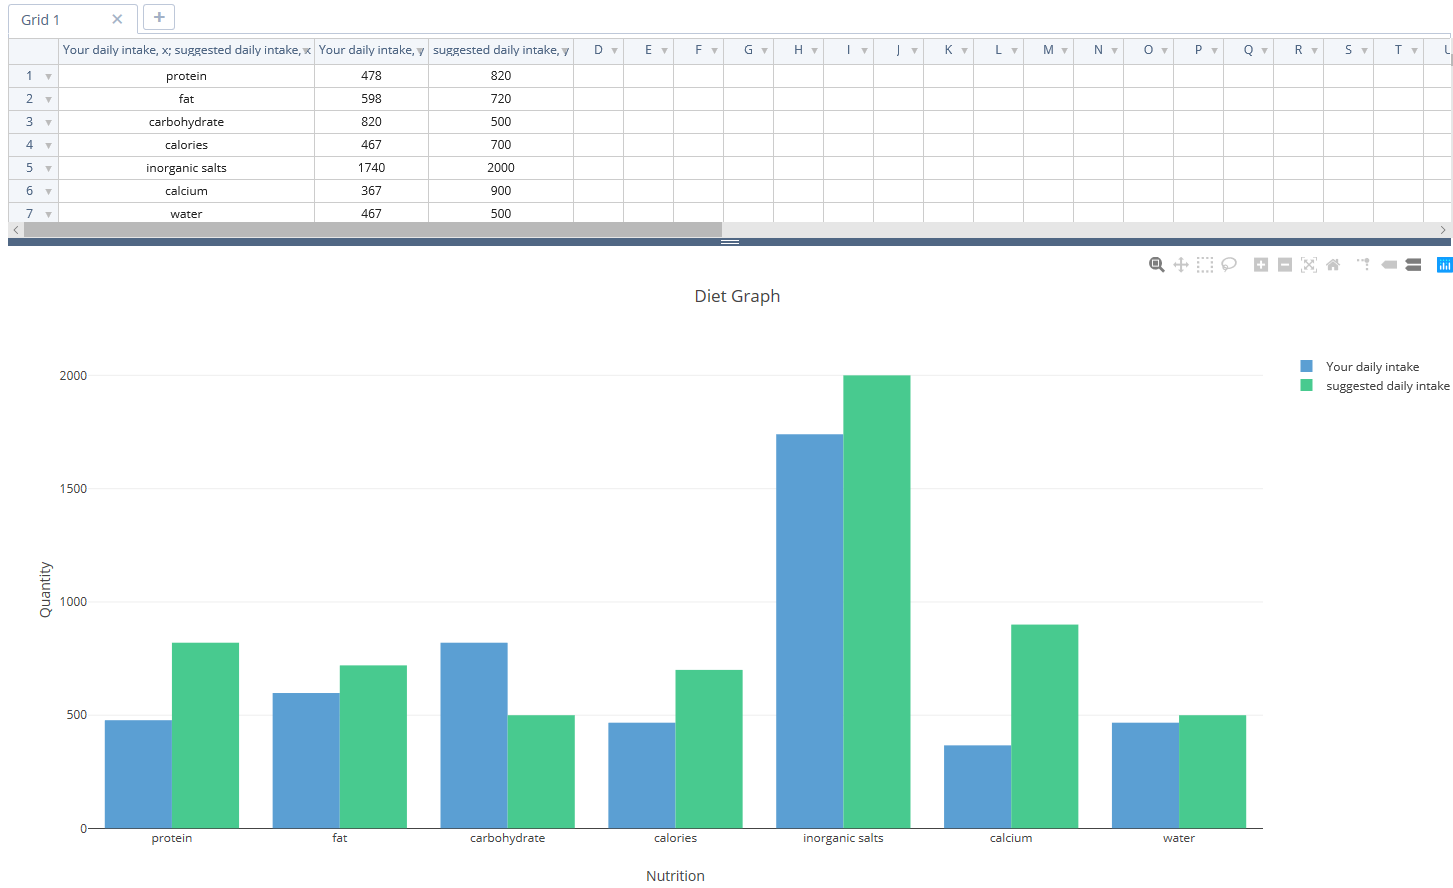 Grid 1
Your daily intake, x; suggested daily intake, x Your daily intake, y suggested daily intake, y D E F G H I J K L M N O P Q R S T
1 protein 478 820
2 fat 598 720
3 carbohydrate 820 500
4 calories 467 700
5 inorganic salts 1740 2000
6 calcium 367 900
7 water 467 500
Diet Graph
Your daily intake
suggested daily intake
2000
1500
1000
500
0
Quantity
protein fat carbohydrate calories inorganic salts calcium water
Nutrition